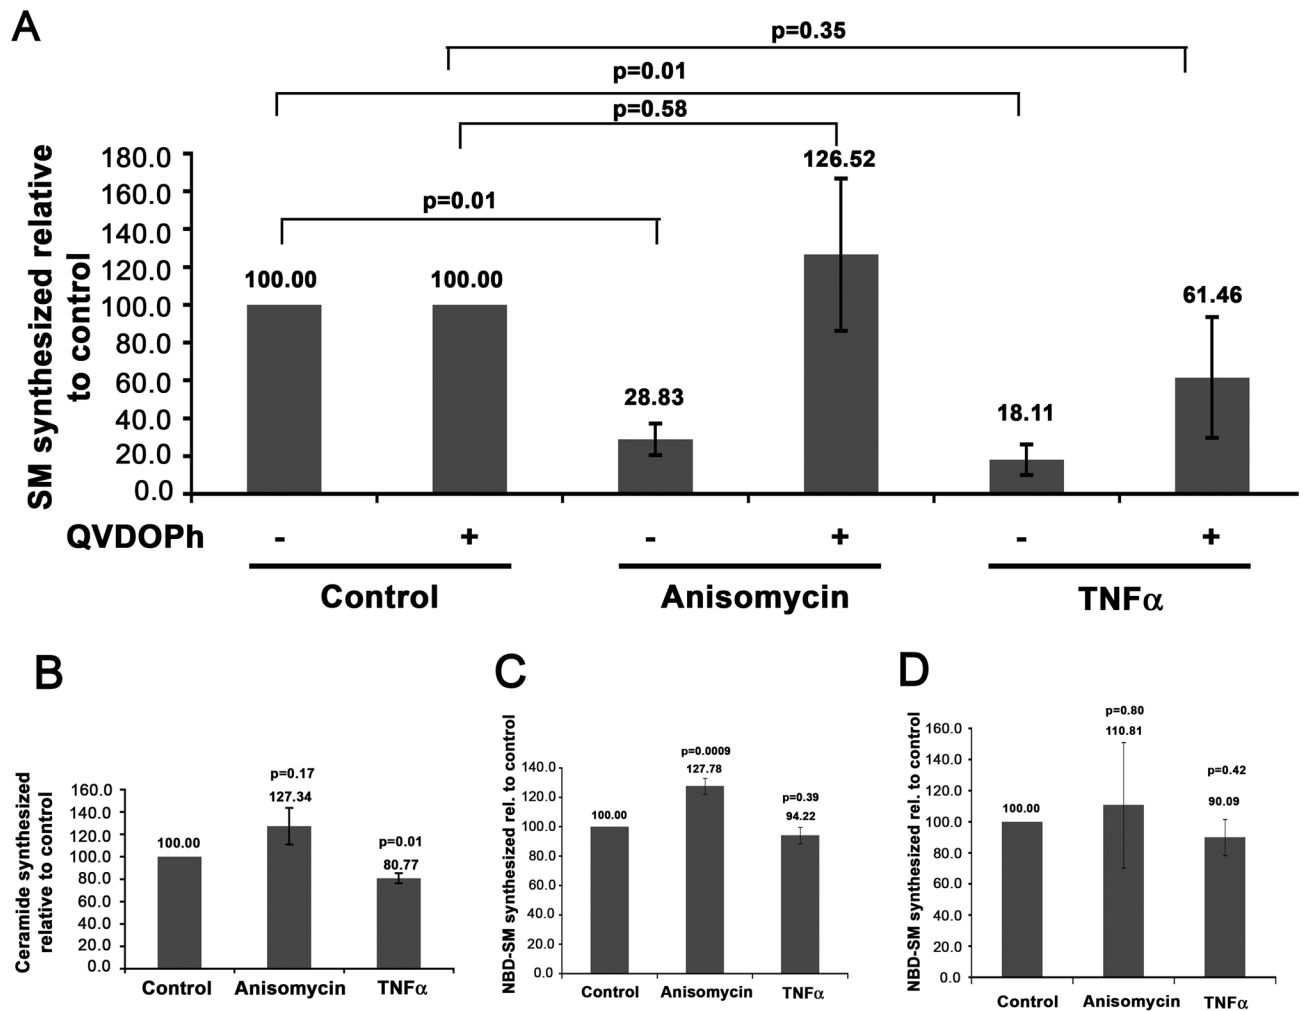 A
p=0.35
p=0.01
p=0.58
126.52
p=0.01
100.00
100.00
28.83
18.11
61.46
SM synthesized relative
to control
180.0
160.0
140.0
120.0
100.0
80.0
60.0
40.0
20.0
0.0
QVDOPh - + - + - +
Control Anisomycin TNFα
B
Ceramide synthesized
relative to control
160.0
140.0
120.0
100.0
80.0
60.0
40.0
20.0
0.0
100.00
p=0.17
127.34
p=0.01
80.77
Control Anisomycin TNFα
C
NBD-SM synthesized rel. to control
140.0
120.0
100.0
80.0
60.0
40.0
20.0
0.0
100.00
p=0.0009
127.78
p=0.39
94.22
Control Anisomycin TNFα
D
NBD-SM synthesized rel. to control
160.0
140.0
120.0
100.0
80.0
60.0
40.0
20.0
0.0
100.00
p=0.80
110.81
p=0.42
90.09
Control Anisomycin TNFα